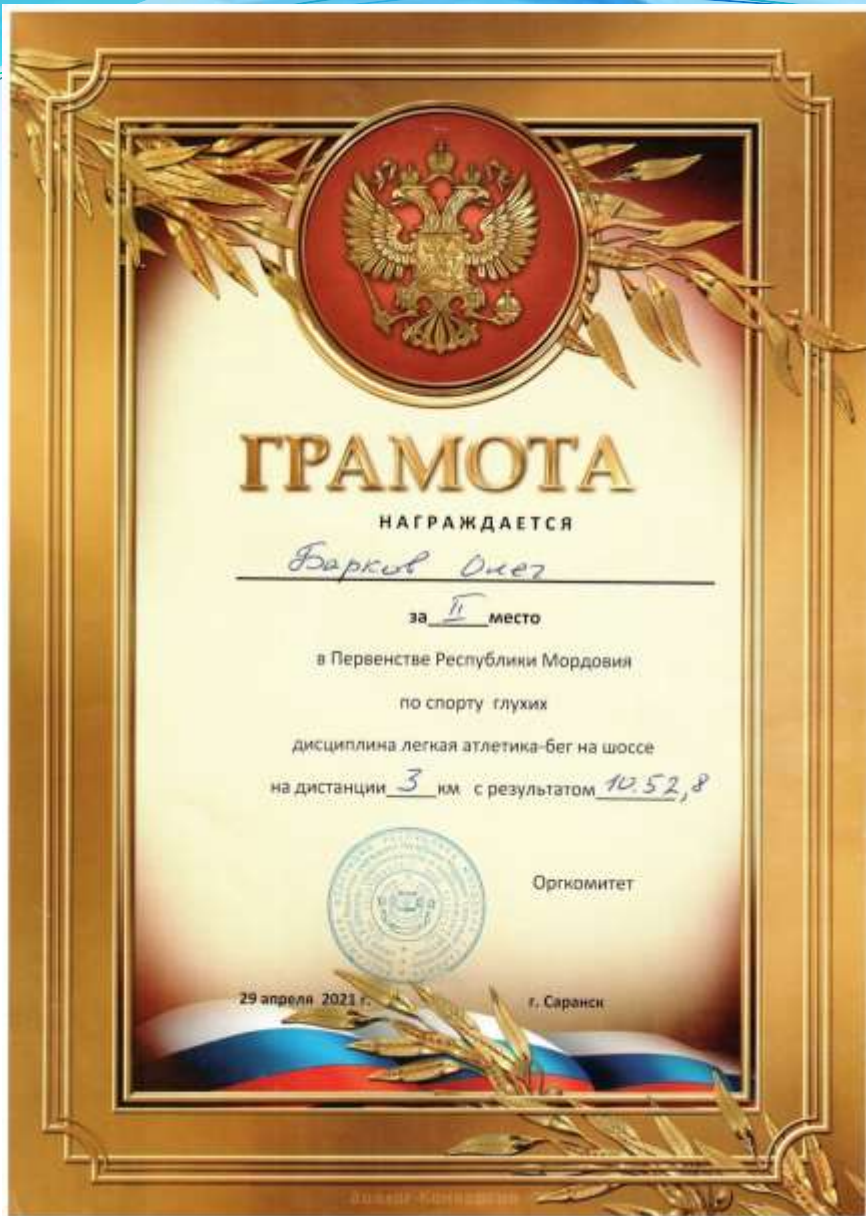 ГРАМОТА
НАГРАЖДАЕТСЯ
Барков Олег
за II место
в Первенстве Республики Мордовия
по спорту глухих
дисциплина легкая атлетика-бег на шоссе
на дистанции 3 км с результатом 10.52,8
Оргкомитет
29 апреля 2021 г. г. Саранск